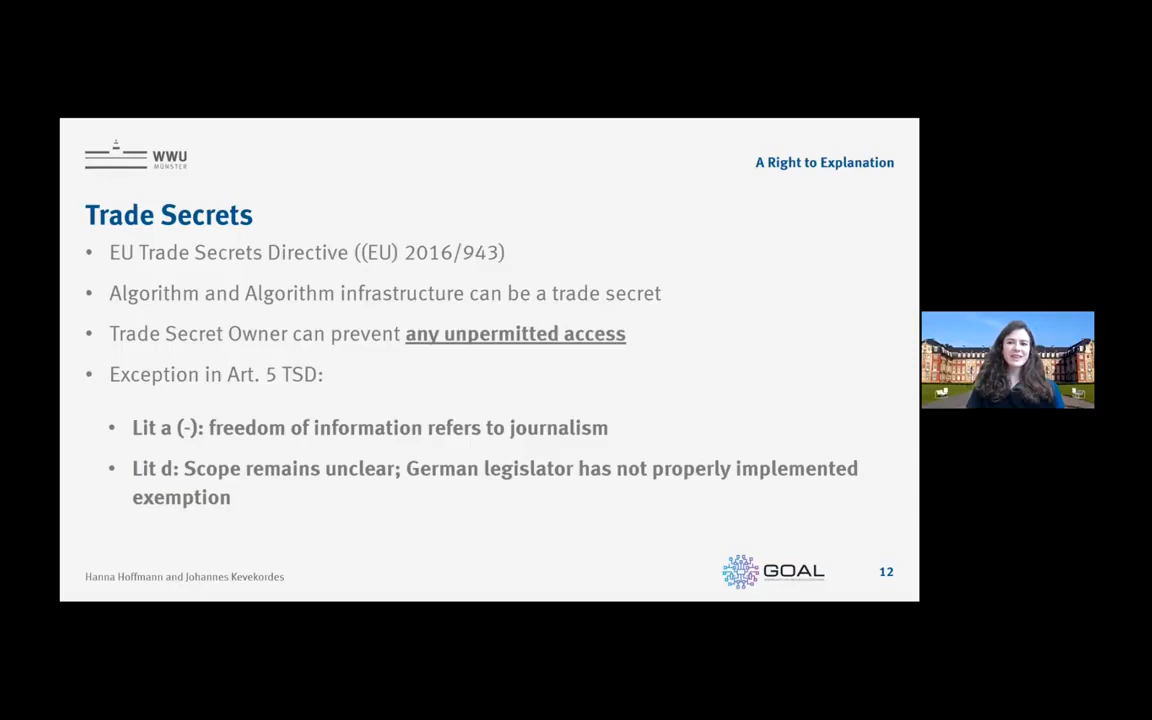 WWU
MÜNSTER
A Right to Explanation
Trade Secrets
• EU Trade Secrets Directive ((EU) 2016/943)
• Algorithm and Algorithm infrastructure can be a trade secret
• Trade Secret Owner can prevent any unpermitted access
• Exception in Art. 5 TSD:
• Lit a (-): freedom of information refers to journalism
• Lit d: Scope remains unclear; German legislator has not properly implemented
exemption
Hanna Hoffmann and Johannes Kevekordes
GOAL
12